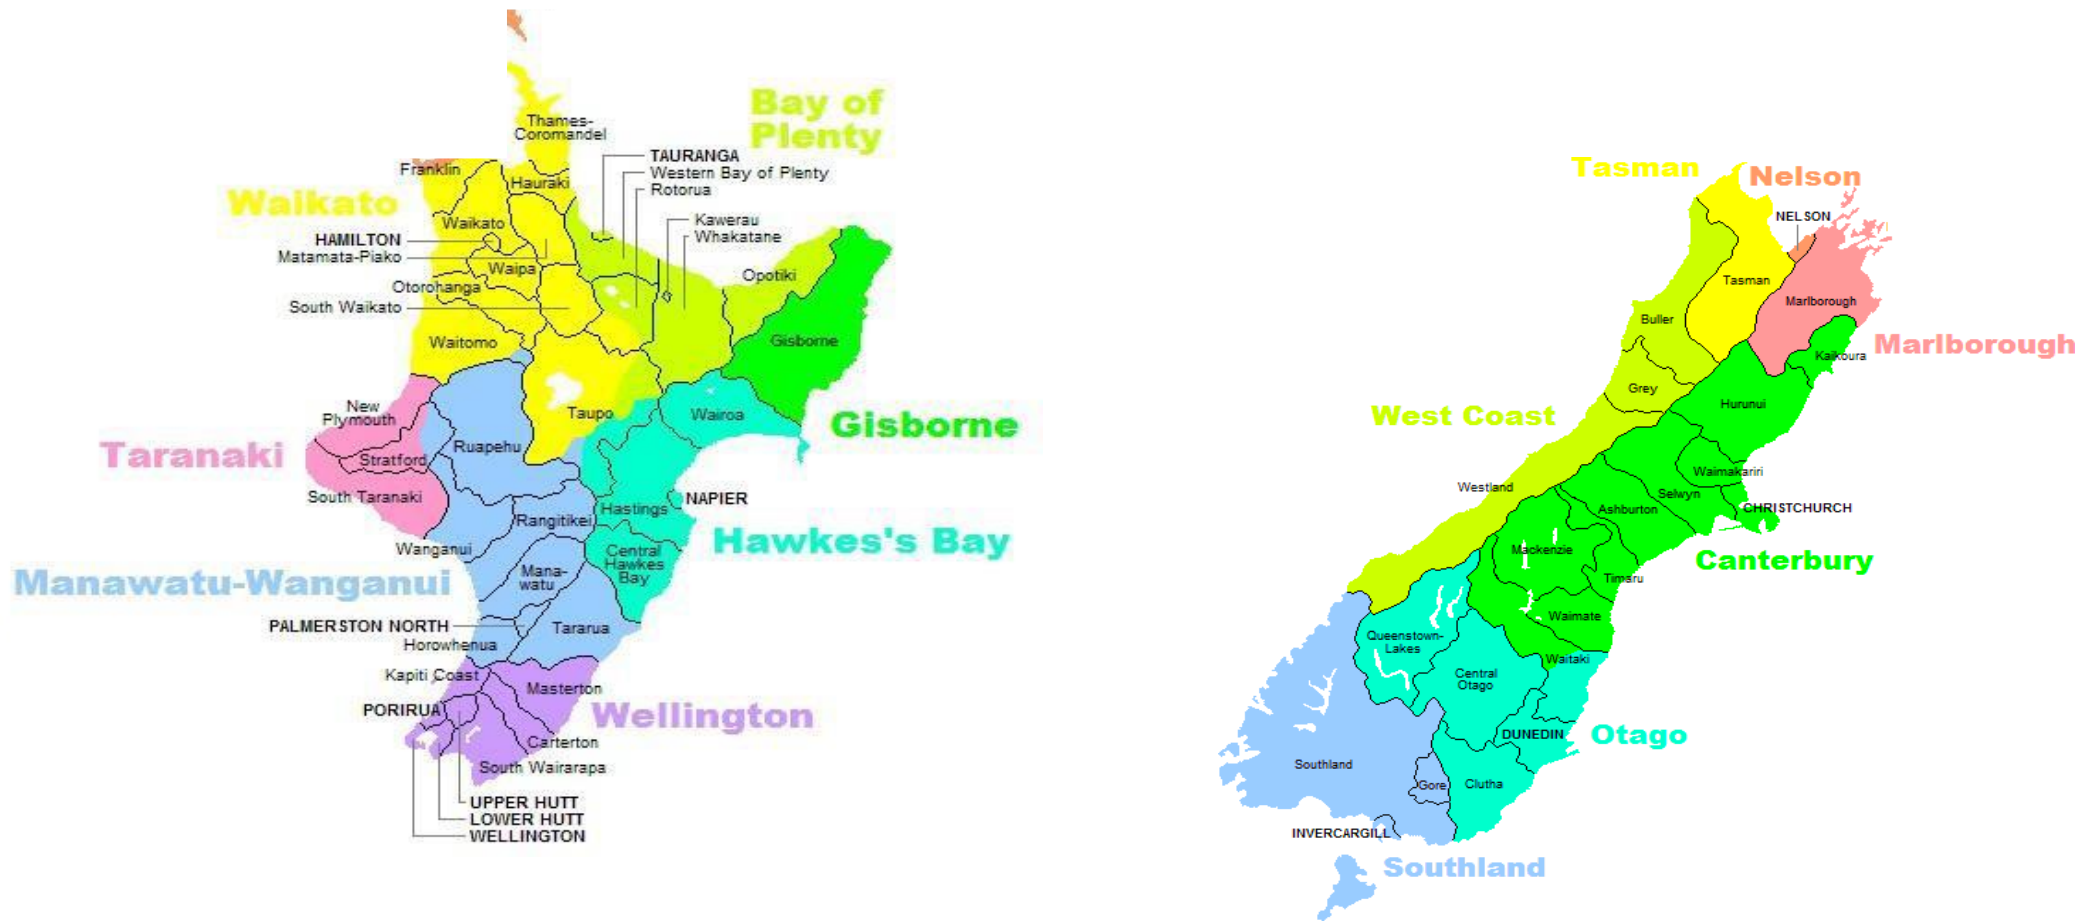 Bay of
Plenty
Thames-
Coromandel
TAURANGA
Western Bay of Plenty
Rotorua
Franklin
Hauraki
Waikato
Waikato
Kawerau
Whakatane
HAMILTON
Matamata-Piako
Waipa
Opotiki
Otorohanga
South Waikato
Waitomo
Gisborne
New
Plymouth
Taupo
Wairoa
Gisborne
Taranaki
Stratford
Ruapehu
South Taranaki
NAPIER
Hastings
Rangitikei
Hawkes's Bay
Wanganui
Central
Hawkes
Bay
Manawatu-Wanganui
Mana-
watu
PALMERSTON NORTH
Tararua
Horowhenua
Kapiti Coast
Masterton
PORIRUA
Wellington
Carterton
South Wairarapa
UPPER HUTT
LOWER HUTT
WELLINGTON
Tasman
Nelson
NELSON
Tasman
Marlborough
Buller
Marlborough
Kaikoura
Grey
Hurunui
West Coast
Waimakariri
Westland
Selwyn
Ashburton
CHRISTCHURCH
Mackenzie
Canterbury
Timaru
Waimate
Queenstown-
Lakes
Waitaki
Central
Otago
DUNEDIN
Otago
Southland
Gore
Clutha
INVERCARGILL
Southland